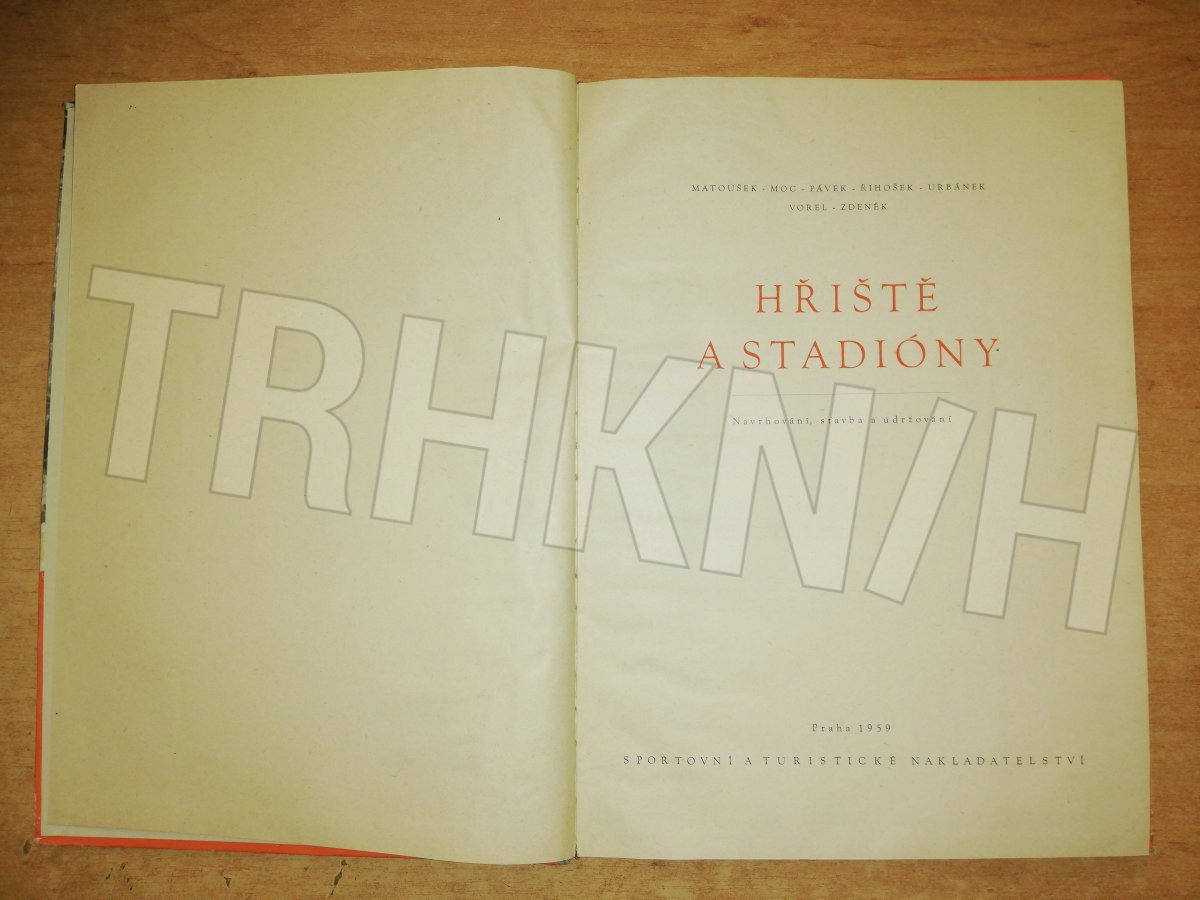 MATOUŠEK - MOC - PÁVEK - ŘIHOŠEK - URBÁNEK
VOREL - ZDENĚK
HŘIŠTĚ
A STADIÓNY
Navrhování, stavba a udržování
TRHKNIH
Praha 1959
SPORTOVNÍ A TURISTICKÉ NAKLADATELSTVÍ